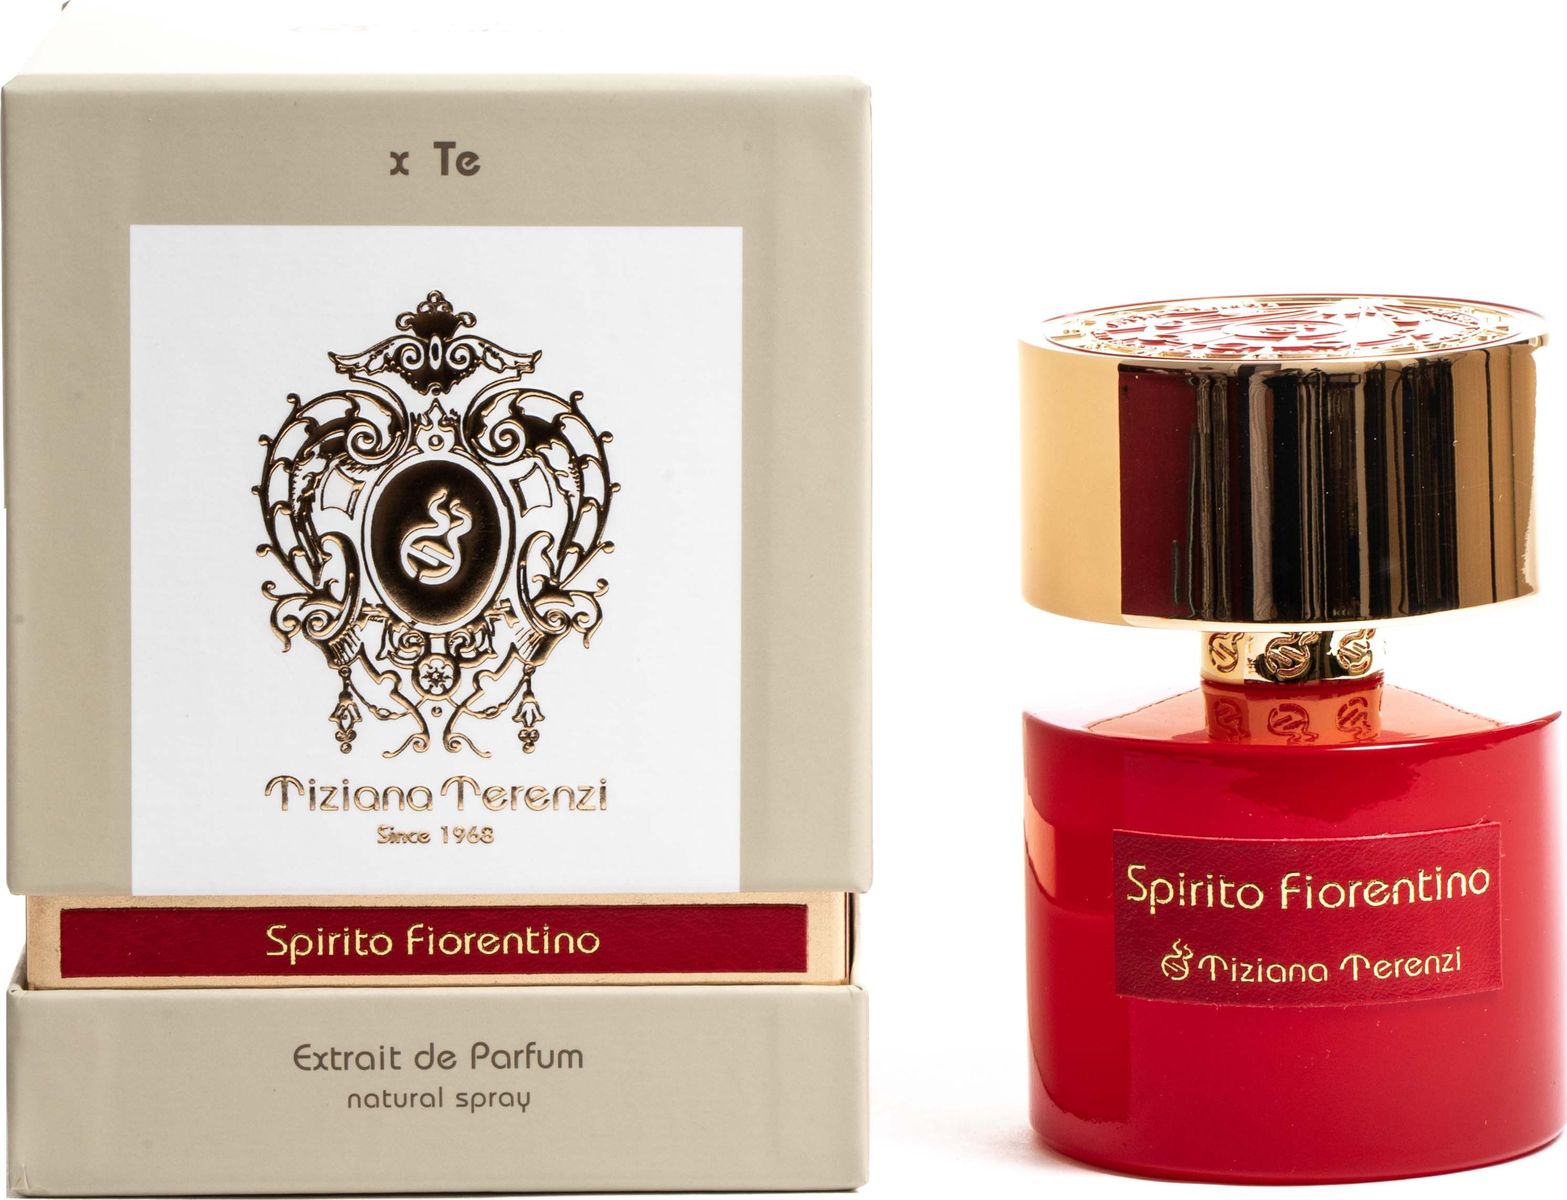 x Te
Tiziana Terenzi
Since 1968
Spirito Fiorentino
Extrait de Parfum
natural spray
Spirito Fiorentino
Tiziana Terenzi